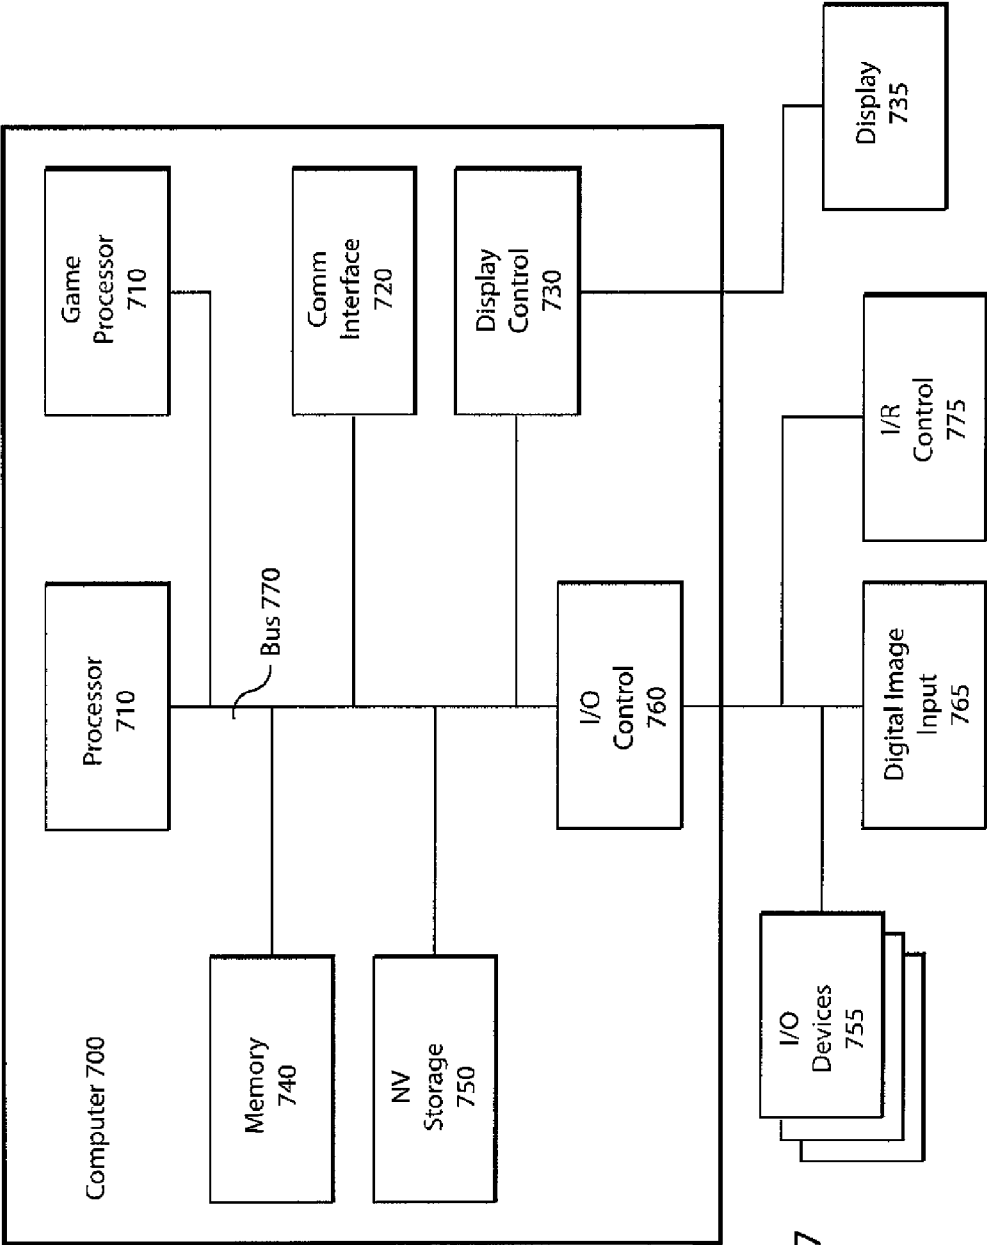 Computer 700
Processor
710
Game
Processor
710
Memory
740
Bus 770
Comm
Interface
720
NV
Storage
750
Display
Control
730
I/O
Control
760
I/O
Devices
755
Digital Image
Input
765
I/R
Control
775
Display
735
7